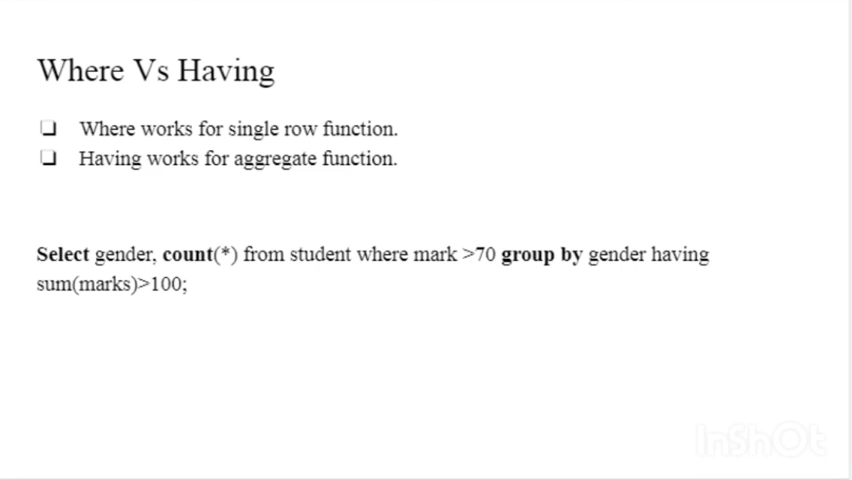 Where Vs Having
❑ Where works for single row function.
❑ Having works for aggregate function.
Select gender, count(*) from student where mark >70 group by gender having
sum(marks)>100;
InShOt